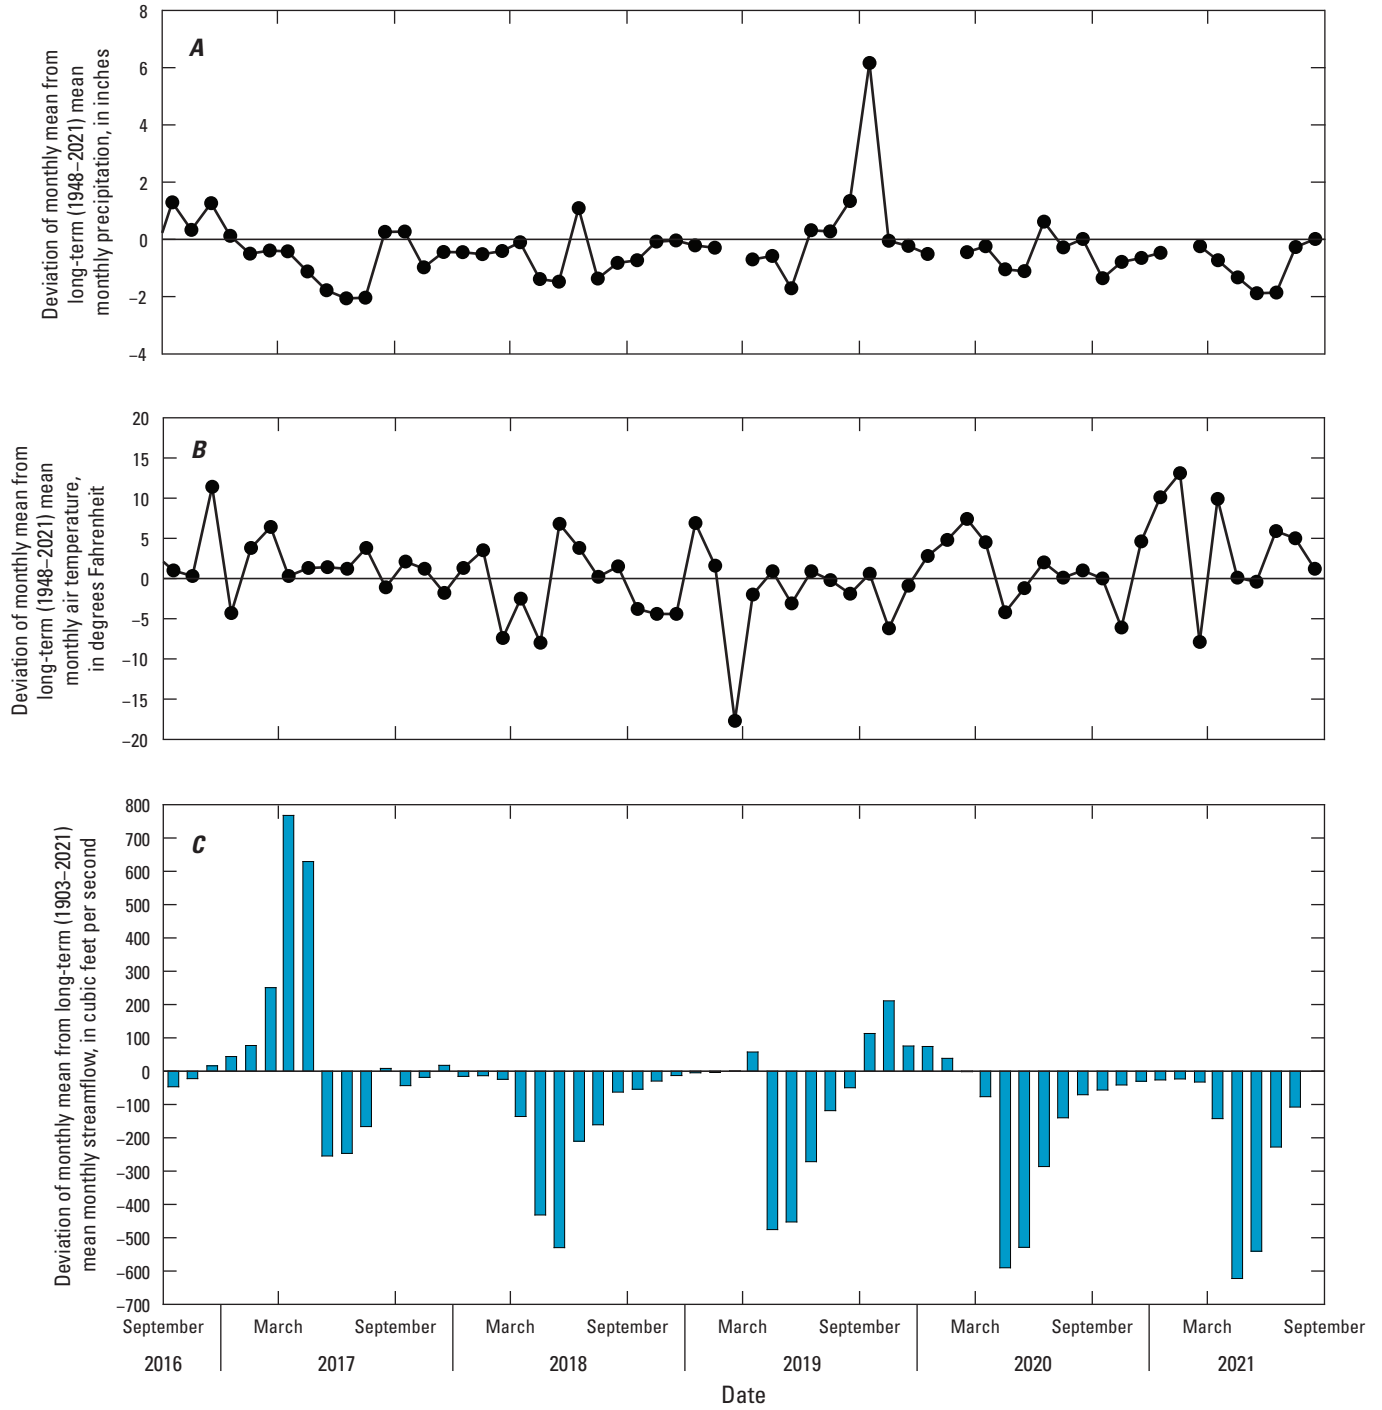 A
Deviation of monthly mean from
long-term (1948–2021) mean
monthly precipitation, in inches
8
6
4
2
0
–2
–4
B
Deviation of monthly mean from
long-term (1948–2021) mean
monthly air temperature,
in degrees Fahrenheit
20
15
10
5
0
–5
–10
–15
–20
C
Deviation of monthly mean from long-term (1903–2021)
mean monthly streamflow, in cubic feet per second
800
700
600
500
400
300
200
100
0
–100
–200
–300
–400
–500
–600
–700
September March September March September March September March September March September
2016 2017 2018 2019 2020 2021
Date